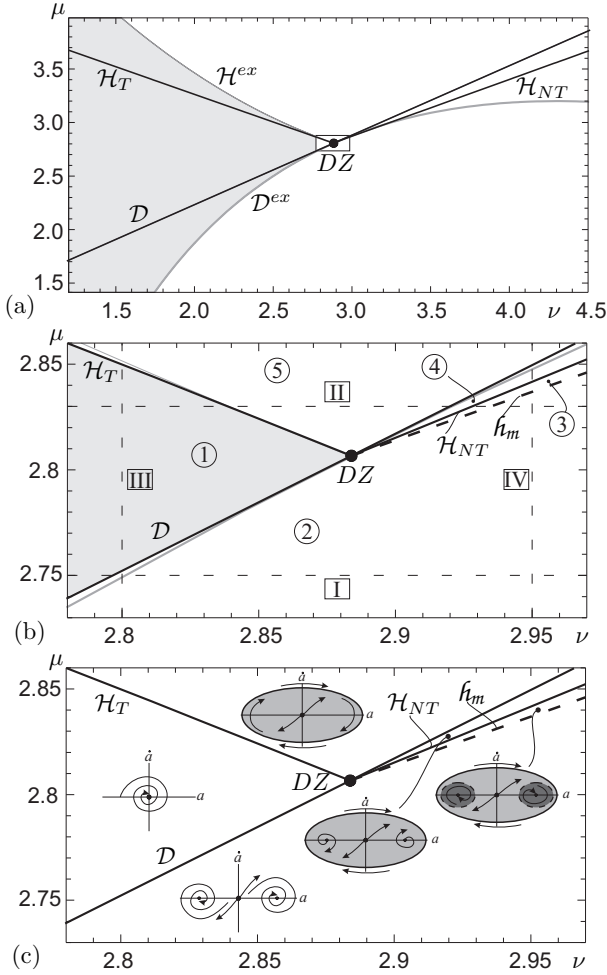 μ
3.5
3.0
2.5
2.0
1.5
𝓗_T
𝓗^ex
𝓗_NT
DZ
𝓓
𝓓^ex
(a)
1.5 2.0 2.5 3.0 3.5 4.0 ν 4.5
μ
2.85
2.8
2.75
𝓗_T
⑤
④
II
ħ_m
③
𝓗_NT
①
DZ
III
IV
𝓓
②
I
(b)
2.8 2.85 2.9 2.95 ν
μ
2.85
2.8
2.75
𝓗_T
ȧ
a
𝓗_NT
ħ_m
DZ
ȧ
a
ȧ
a
ȧ
a
𝓓
ȧ
a
(c)
2.8 2.85 2.9 2.95 ν